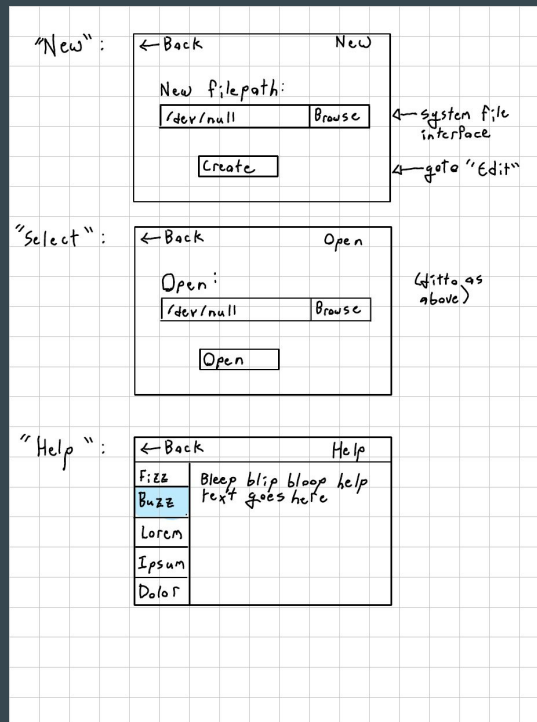 "New":
← Back New
New filepath:
/dev/null Browse
← system file
interface
Create
← goto "Edit"
"Select":
← Back Open
Open:
(ditto as
above)
/dev/null Browse
Open
"Help":
← Back Help
Fizz
Bleep blip bloop help
text goes here
Buzz
Lorem
Ipsum
Dolor